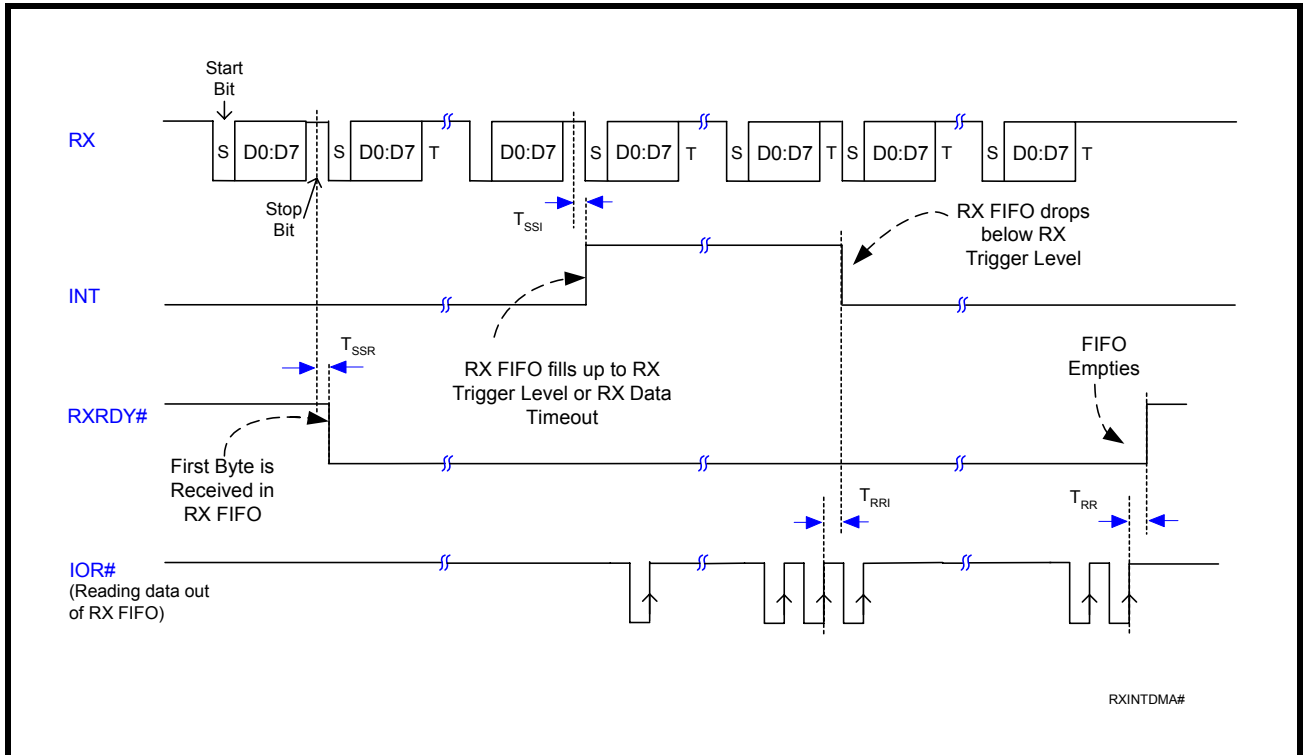 Start
Bit
RX
S D0:D7 S D0:D7 T D0:D7 S D0:D7 T S D0:D7 T S D0:D7 T S D0:D7 T
Stop
Bit
TSSI
RX FIFO drops
below RX
Trigger Level
INT
TSSR
RX FIFO fills up to RX
Trigger Level or RX Data
Timeout
FIFO
Empties
RXRDY#
First Byte is
Received in
RX FIFO
TRRI
TRR
IOR#
(Reading data out
of RX FIFO)
RXINTDMA#